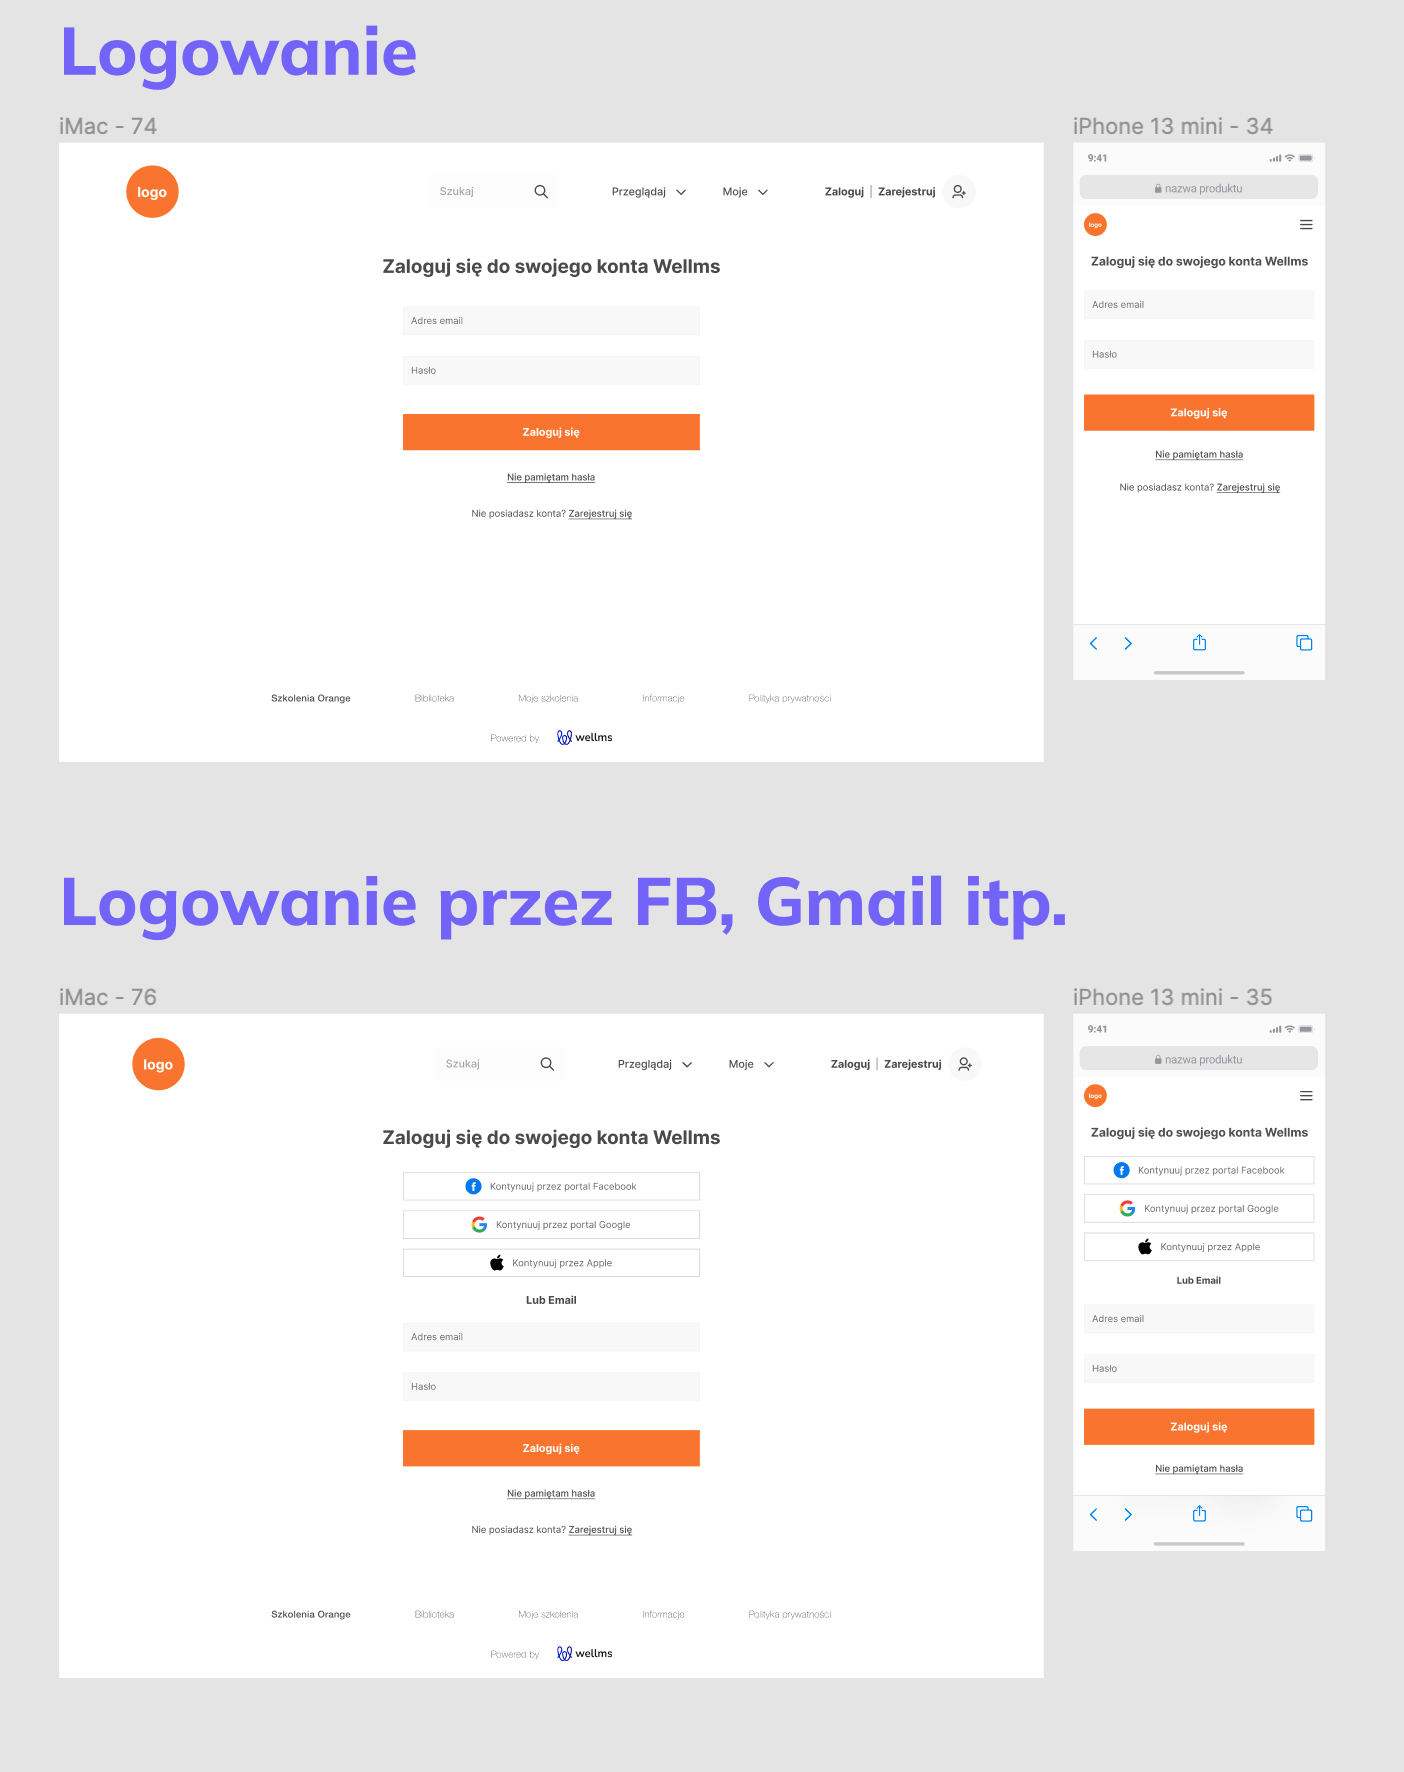 Logowanie
iMac - 74
logo
Szukaj
Przeglądaj
Moje
Zaloguj | Zarejestruj
Zaloguj się do swojego konta Wellms
Adres email
Hasło
Zaloguj się
Nie pamiętam hasła
Nie posiadasz konta? Zarejestruj się
Szkolenia Orange
Biblioteka
Moje szkolenia
Informacje
Polityka prywatności
Powered by wellms
iPhone 13 mini - 34
9:41
nazwa produktu
logo
Zaloguj się do swojego konta Wellms
Adres email
Hasło
Zaloguj się
Nie pamiętam hasła
Nie posiadasz konta? Zarejestruj się
Logowanie przez FB, Gmail itp.
iMac - 76
logo
Szukaj
Przeglądaj
Moje
Zaloguj | Zarejestruj
Zaloguj się do swojego konta Wellms
Kontynuuj przez portal Facebook
Kontynuuj przez portal Google
Kontynuuj przez Apple
Lub Email
Adres email
Hasło
Zaloguj się
Nie pamiętam hasła
Nie posiadasz konta? Zarejestruj się
Szkolenia Orange
Biblioteka
Moje szkolenia
Informacje
Polityka prywatności
Powered by wellms
iPhone 13 mini - 35
9:41
nazwa produktu
logo
Zaloguj się do swojego konta Wellms
Kontynuuj przez portal Facebook
Kontynuuj przez portal Google
Kontynuuj przez Apple
Lub Email
Adres email
Hasło
Zaloguj się
Nie pamiętam hasła